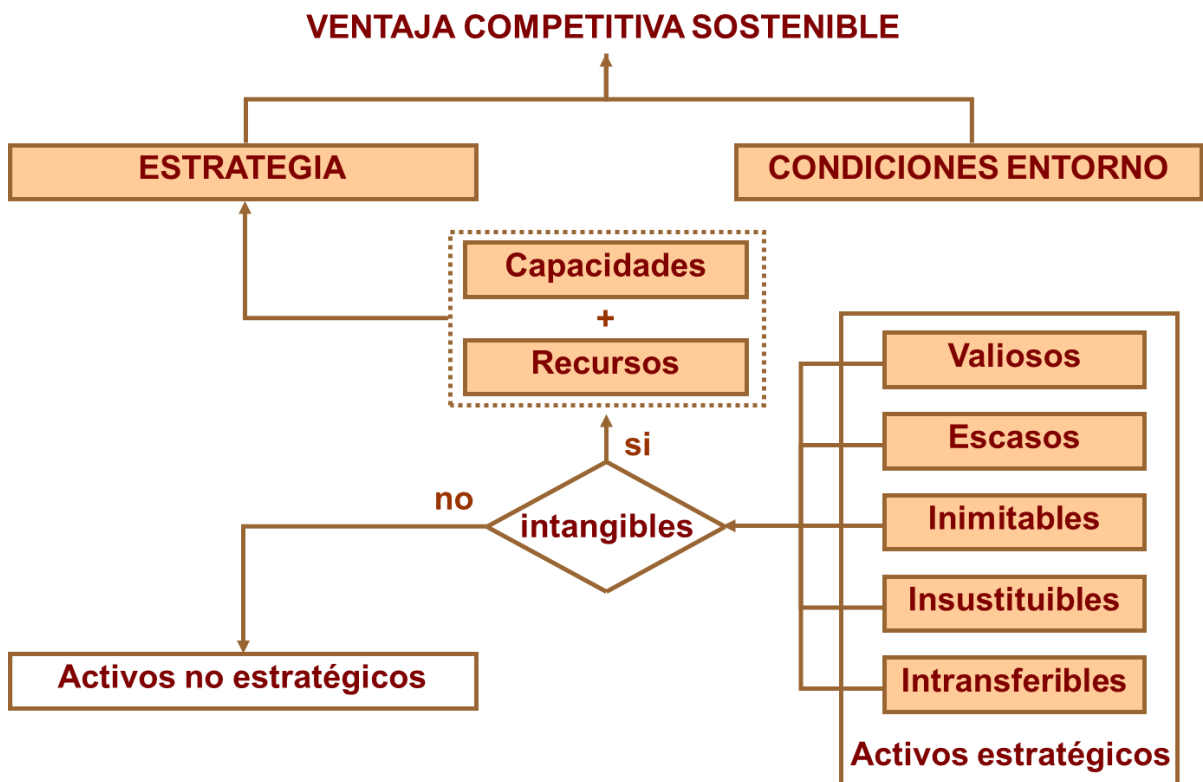 VENTAJA COMPETITIVA SOSTENIBLE
ESTRATEGIA
CONDICIONES ENTORNO
Capacidades
+
Recursos
Valiosos
Escasos
si
no
intangibles
Inimitables
Insustituibles
Activos no estratégicos
Intransferibles
Activos estratégicos